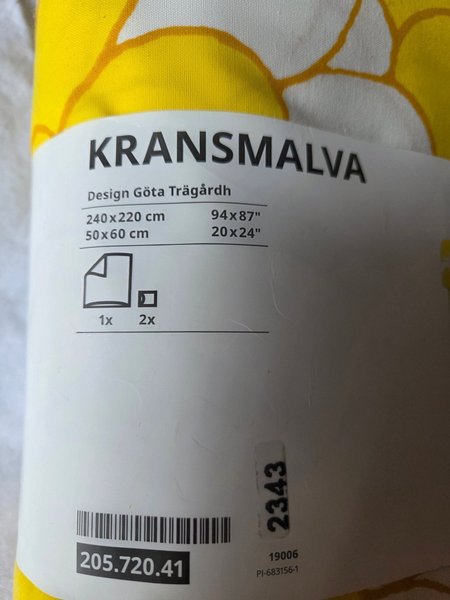 KRANSMALVA
Design Göta Trägårdh
240x220 cm 94x87"
50x60 cm 20x24"
1x 2x
2343
205.720.41
19006
PI-683156-1